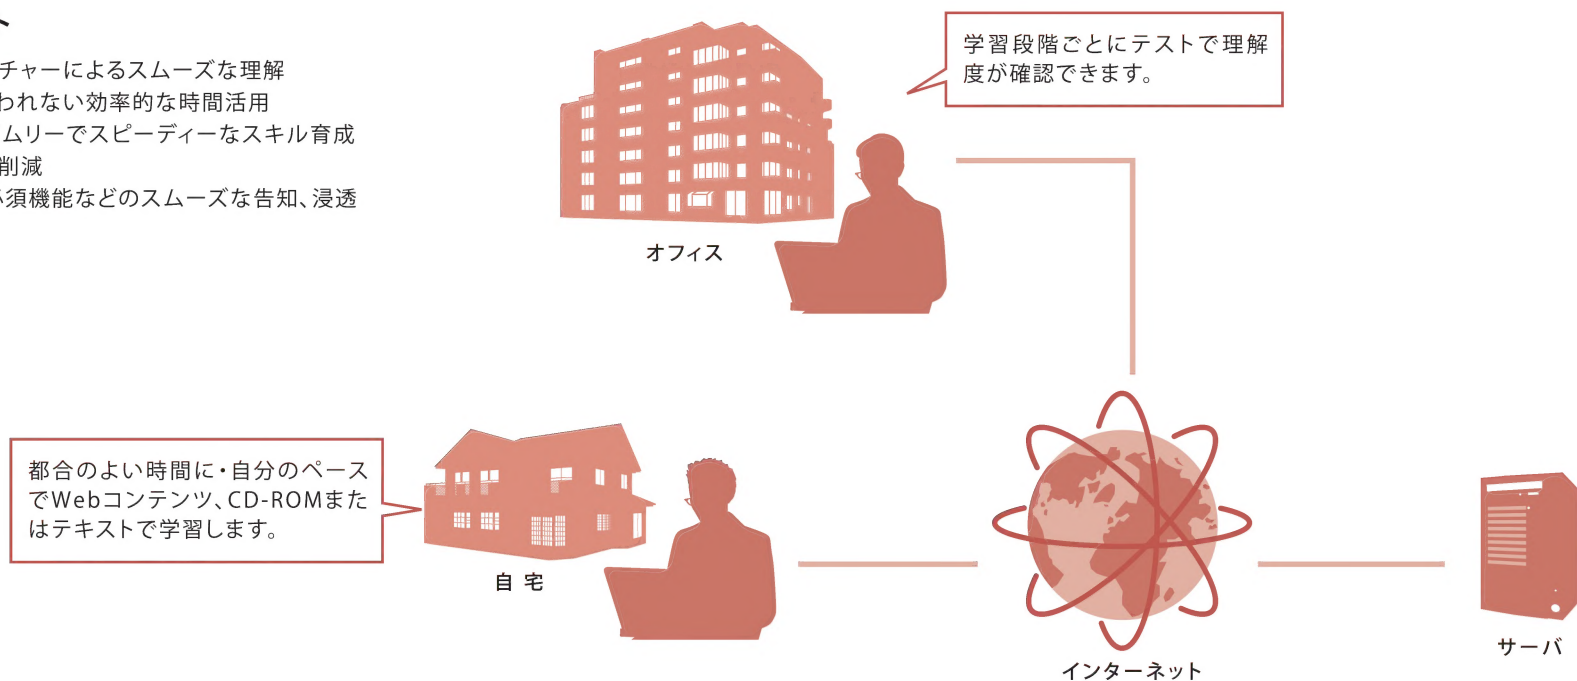 ト
チャーによるスムーズな理解
われない効率的な時間活用
ムリーでスピーディーなスキル育成
削減
必須機能などのスムーズな告知、浸透
学習段階ごとにテストで理解
度が確認できます。
オフィス
都合のよい時間に・自分のペース
でWebコンテンツ、CD-ROMまた
はテキストで学習します。
自 宅
インターネット
サーバ